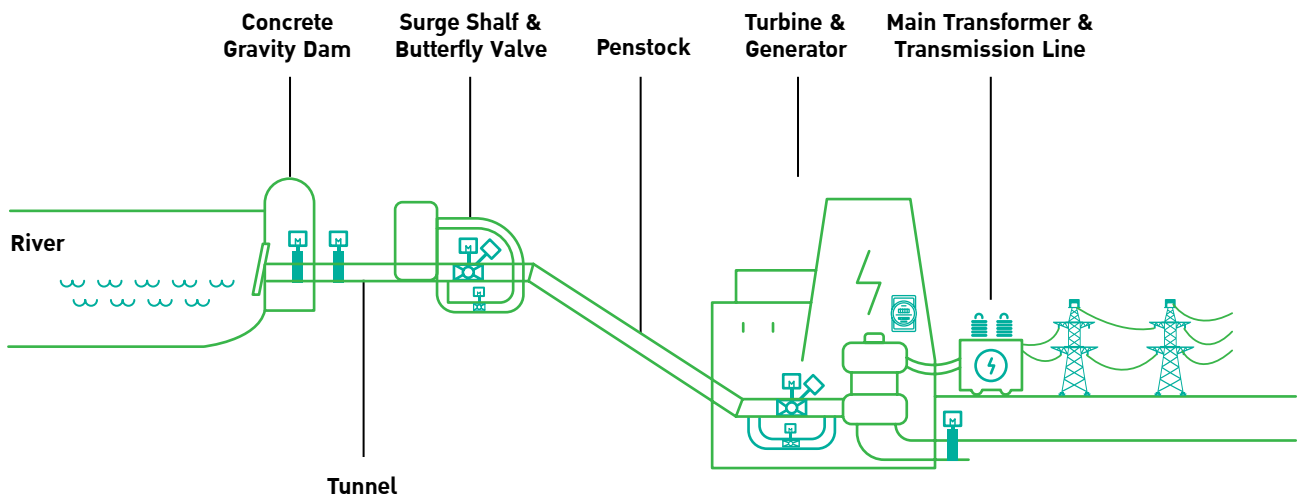 Concrete
Gravity Dam
Surge Shalf &
Butterfly Valve
Penstock
Turbine &
Generator
Main Transformer &
Transmission Line
River
M
M
M
M
M
M
M
Tunnel